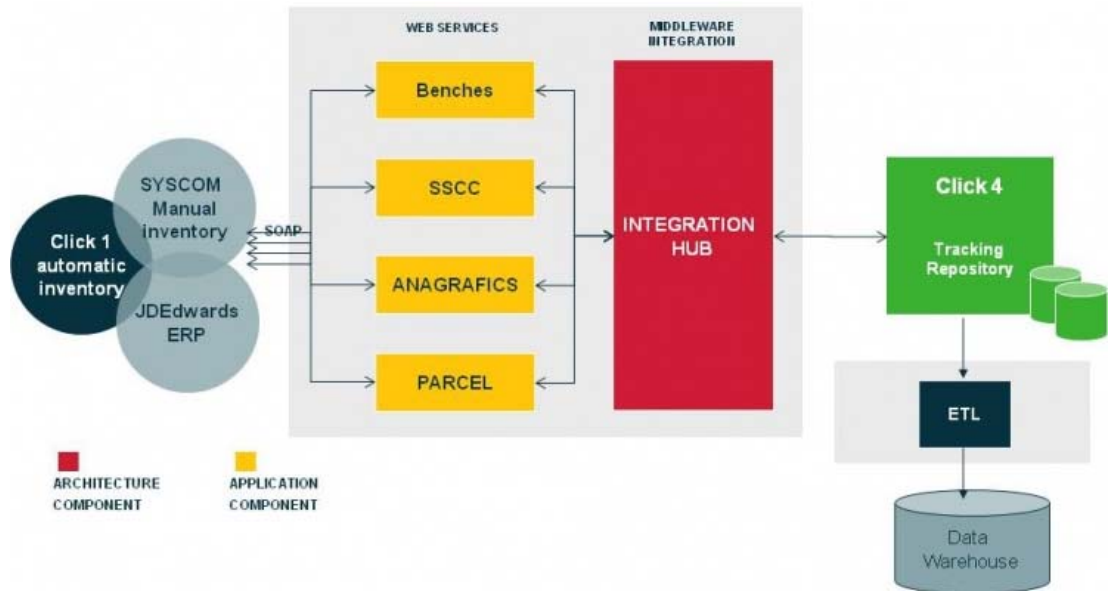 WEB SERVICES
MIDDLEWARE
INTEGRATION
Benches
SSCC
ANAGRAFICS
PARCEL
INTEGRATION
HUB
SYSCOM
Manual
inventory
Click 1
automatic
inventory
JDEdwards
ERP
SOAP
Click 4
Tracking
Repository
ETL
Data
Warehouse
ARCHITECTURE
COMPONENT
APPLICATION
COMPONENT